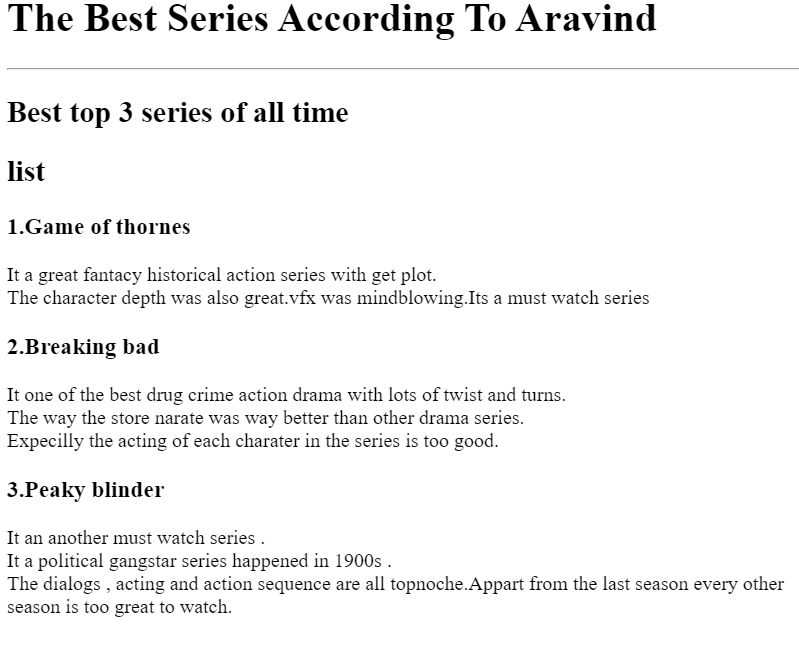 The Best Series According To Aravind
Best top 3 series of all time
list
1.Game of thornes
It a great fantacy historical action series with get plot.
The character depth was also great.vfx was mindblowing.Its a must watch series
2.Breaking bad
It one of the best drug crime action drama with lots of twist and turns.
The way the store narate was way better than other drama series.
Expecilly the acting of each charater in the series is too good.
3.Peaky blinder
It an another must watch series .
It a political gangstar series happened in 1900s .
The dialogs , acting and action sequence are all topnoche.Appart from the last season every other
season is too great to watch.